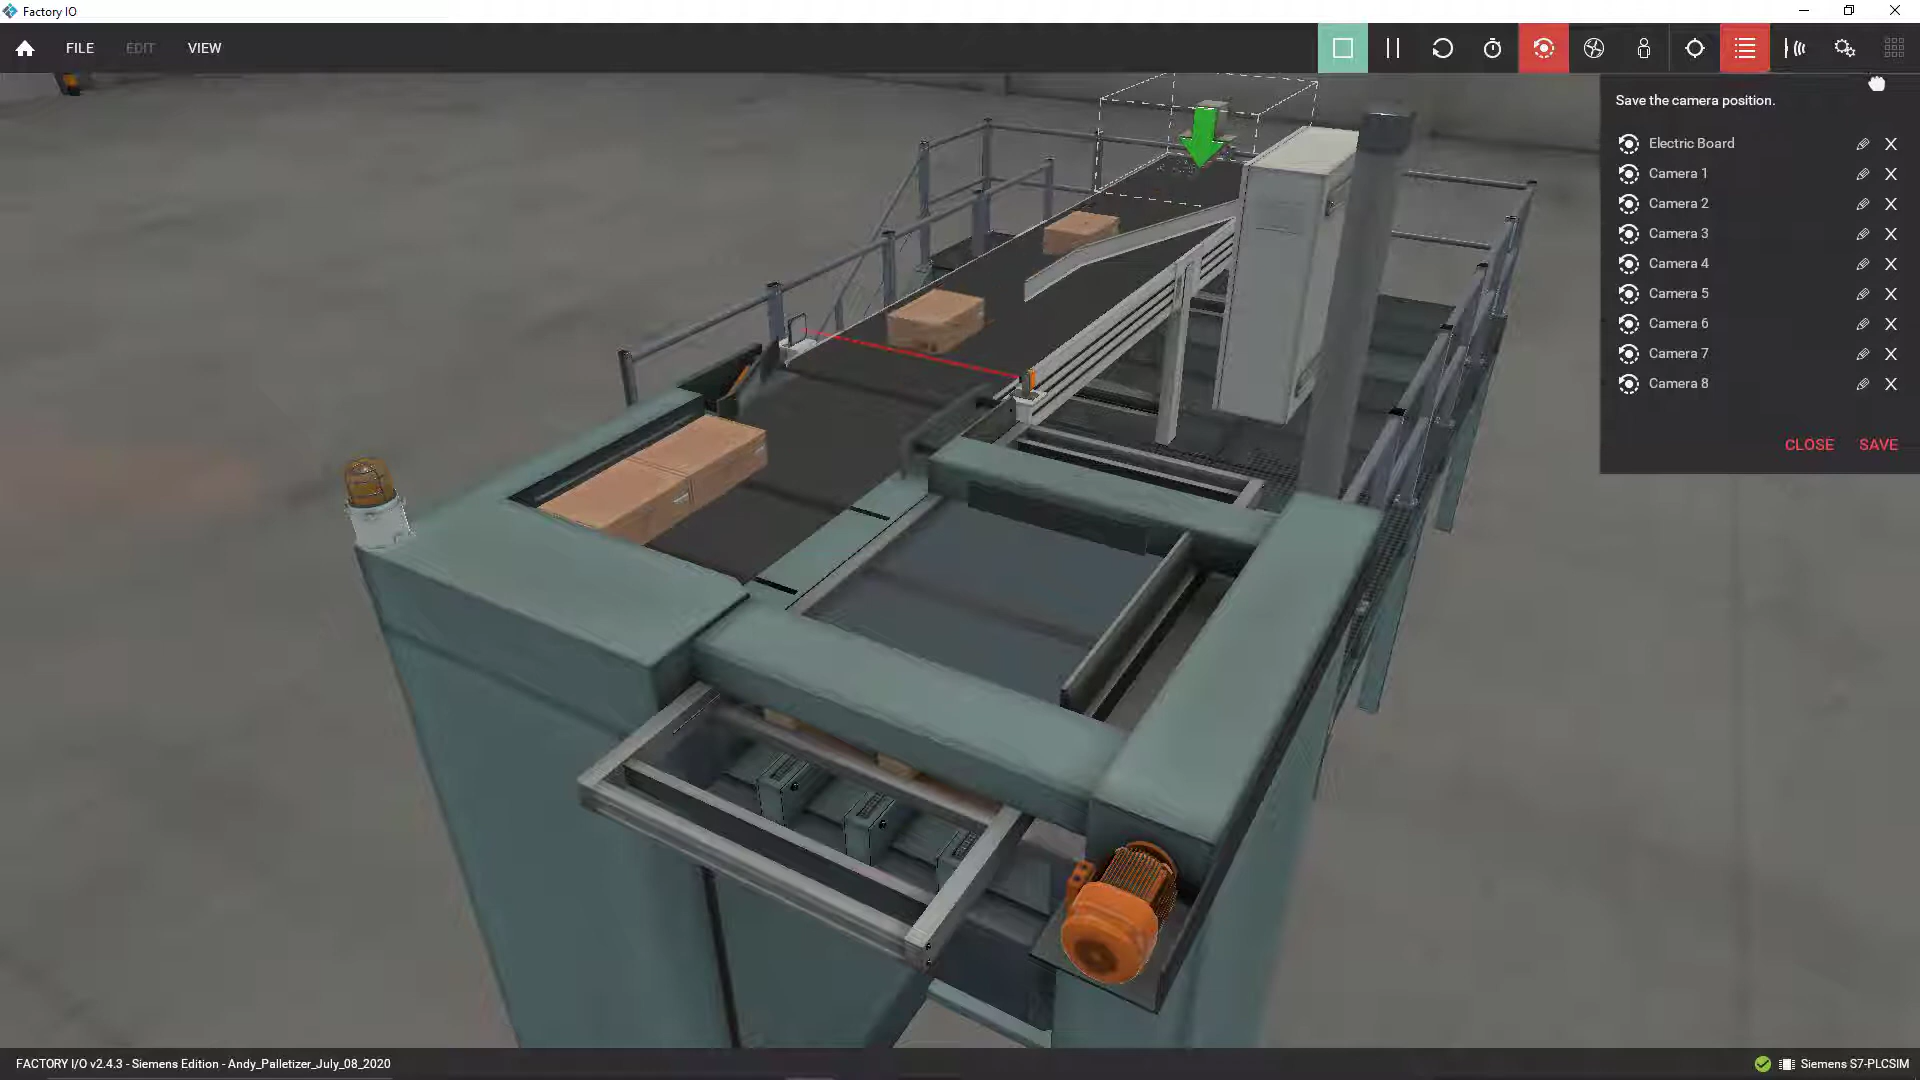 Factory IO
FILE EDIT VIEW
Save the camera position.
Electric Board X
Camera 1 X
Camera 2 X
Camera 3 X
Camera 4 X
Camera 5 X
Camera 6 X
Camera 7 X
Camera 8 X
CLOSE SAVE
FACTORY I/O v2.4.3 - Siemens Edition - Andy_Palletizer_July_08_2020
Siemens S7-PLCSIM